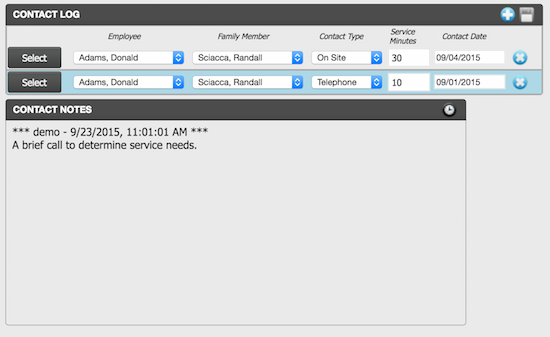 CONTACT LOG
Employee Family Member Contact Type Service Minutes Contact Date
Select Adams, Donald Sciacca, Randall On Site 30 09/04/2015
Select Adams, Donald Sciacca, Randall Telephone 10 09/01/2015
CONTACT NOTES
*** demo - 9/23/2015, 11:01:01 AM ***
A brief call to determine service needs.